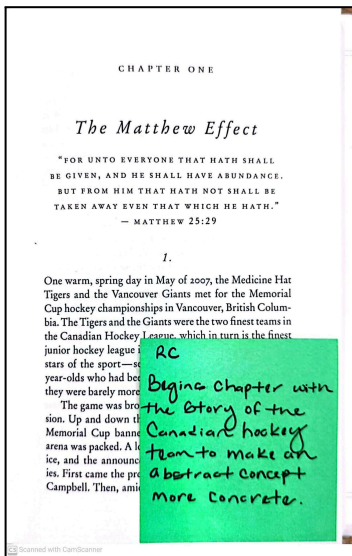 CHAPTER ONE
The Matthew Effect
"FOR UNTO EVERYONE THAT HATH SHALL
BE GIVEN, AND HE SHALL HAVE ABUNDANCE.
BUT FROM HIM THAT HATH NOT SHALL BE
TAKEN AWAY EVEN THAT WHICH HE HATH."
— MATTHEW 25:29
1.
One warm, spring day in May of 2007, the Medicine Hat
Tigers and the Vancouver Giants met for the Memorial
Cup hockey championships in Vancouver, British Colum-
bia. The Tigers and the Giants were the two finest teams in
the Canadian Hockey League, which in turn is the finest
junior hockey league i
stars of the sport—s
year-olds who had be
they were barely more
The game was bro
sion. Up and down t
Memorial Cup bann
arena was packed. A l
ice, and the announc
ies. First came the pr
Campbell. Then, ami
RC
Begins chapter with
the story of the
Canadian hockey
team to make an
abstract concept
more concrete.
CS Scanned with CamScanner